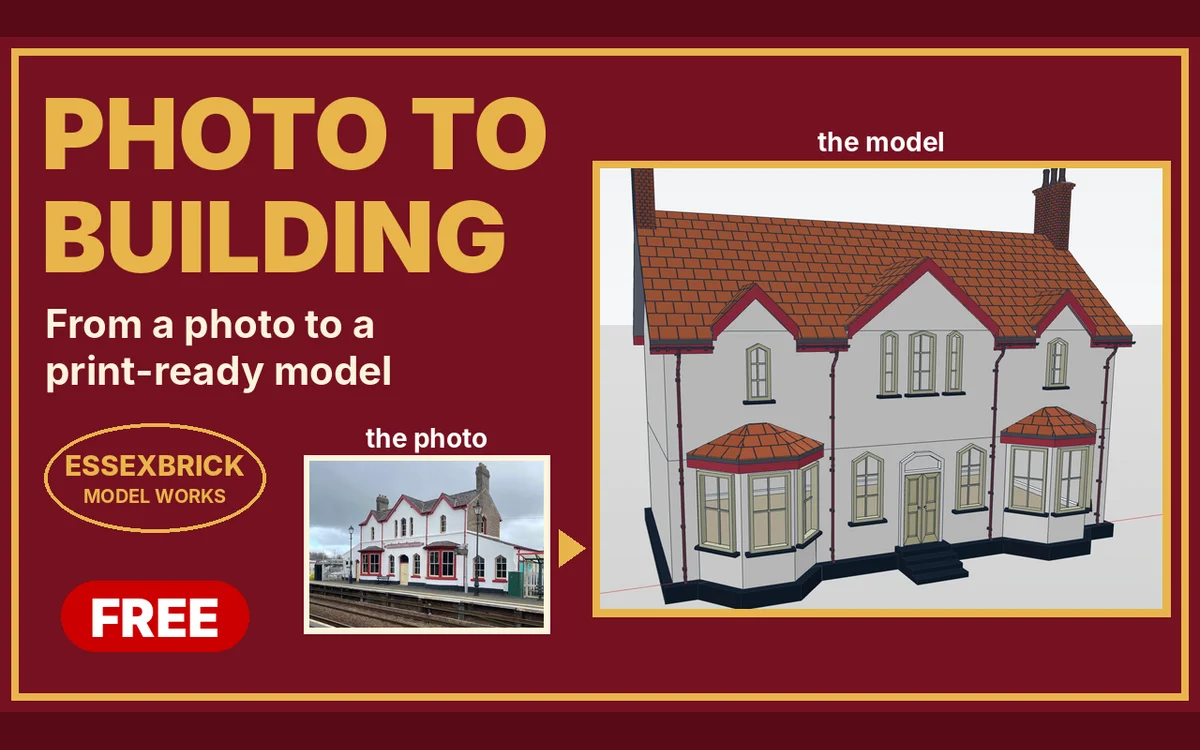 PHOTO TO
BUILDING
From a photo to a
print-ready model
ESSEXBRICK
MODEL WORKS
FREE
the photo
the model